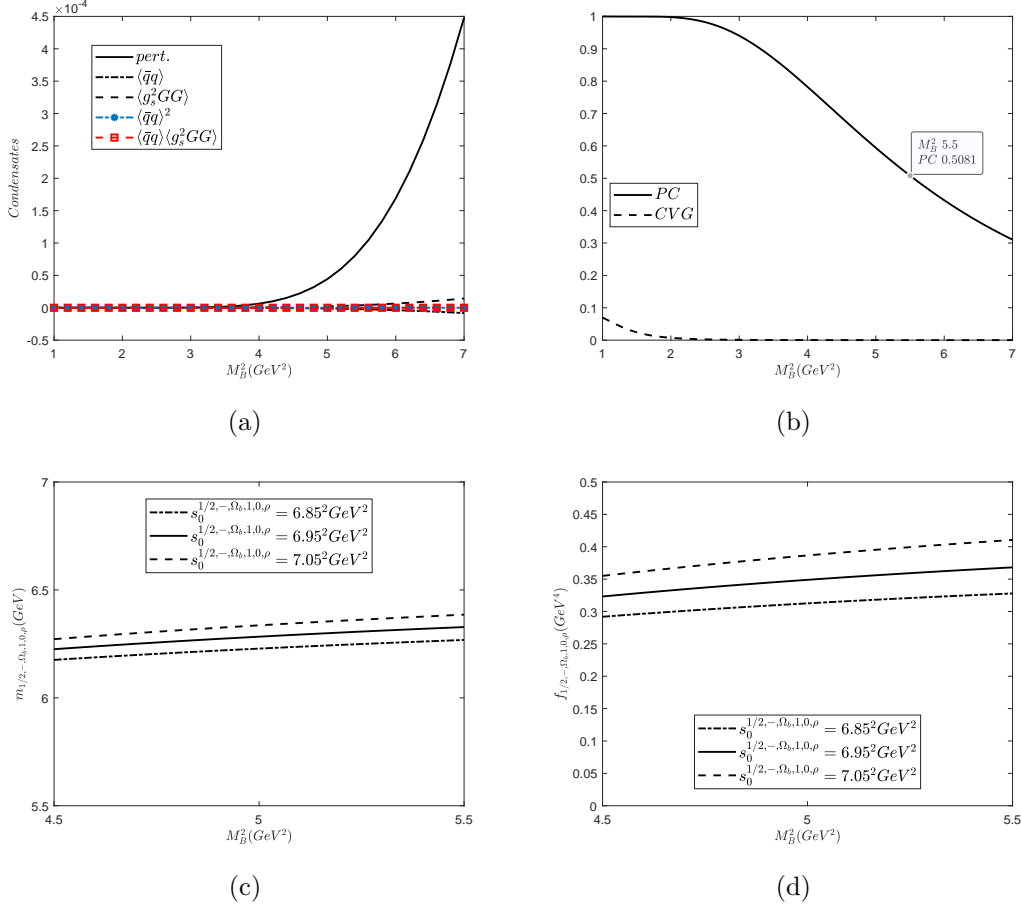 ×10⁻⁴
4.5
4
3.5
3
2.5
2
1.5
1
0.5
0
-0.5
Condensates
pert.
⟨q̄q⟩
⟨g_s²GG⟩
⟨q̄q⟩²
⟨q̄q⟩⟨g_s²GG⟩
1 2 3 4 5 6 7
M_B²(GeV²)
(a)
1
0.9
0.8
0.7
0.6
0.5
0.4
0.3
0.2
0.1
0
M_B² 5.5
PC 0.5081
PC
CVG
1 2 3 4 5 6 7
M_B²(GeV²)
(b)
7
6.5
6
5.5
m_{1/2,−,Ω_b,1,0,ρ}(GeV)
s_0^{1/2,−,Ω_b,1,0,ρ} = 6.85²GeV²
s_0^{1/2,−,Ω_b,1,0,ρ} = 6.95²GeV²
s_0^{1/2,−,Ω_b,1,0,ρ} = 7.05²GeV²
4.5 5 5.5
M_B²(GeV²)
(c)
0.5
0.45
0.4
0.35
0.3
0.25
0.2
0.15
0.1
0.05
0
f_{1/2,−,Ω_b,1,0,ρ}(GeV⁴)
s_0^{1/2,−,Ω_b,1,0,ρ} = 6.85²GeV²
s_0^{1/2,−,Ω_b,1,0,ρ} = 6.95²GeV²
s_0^{1/2,−,Ω_b,1,0,ρ} = 7.05²GeV²
4.5 5 5.5
M_B²(GeV²)
(d)